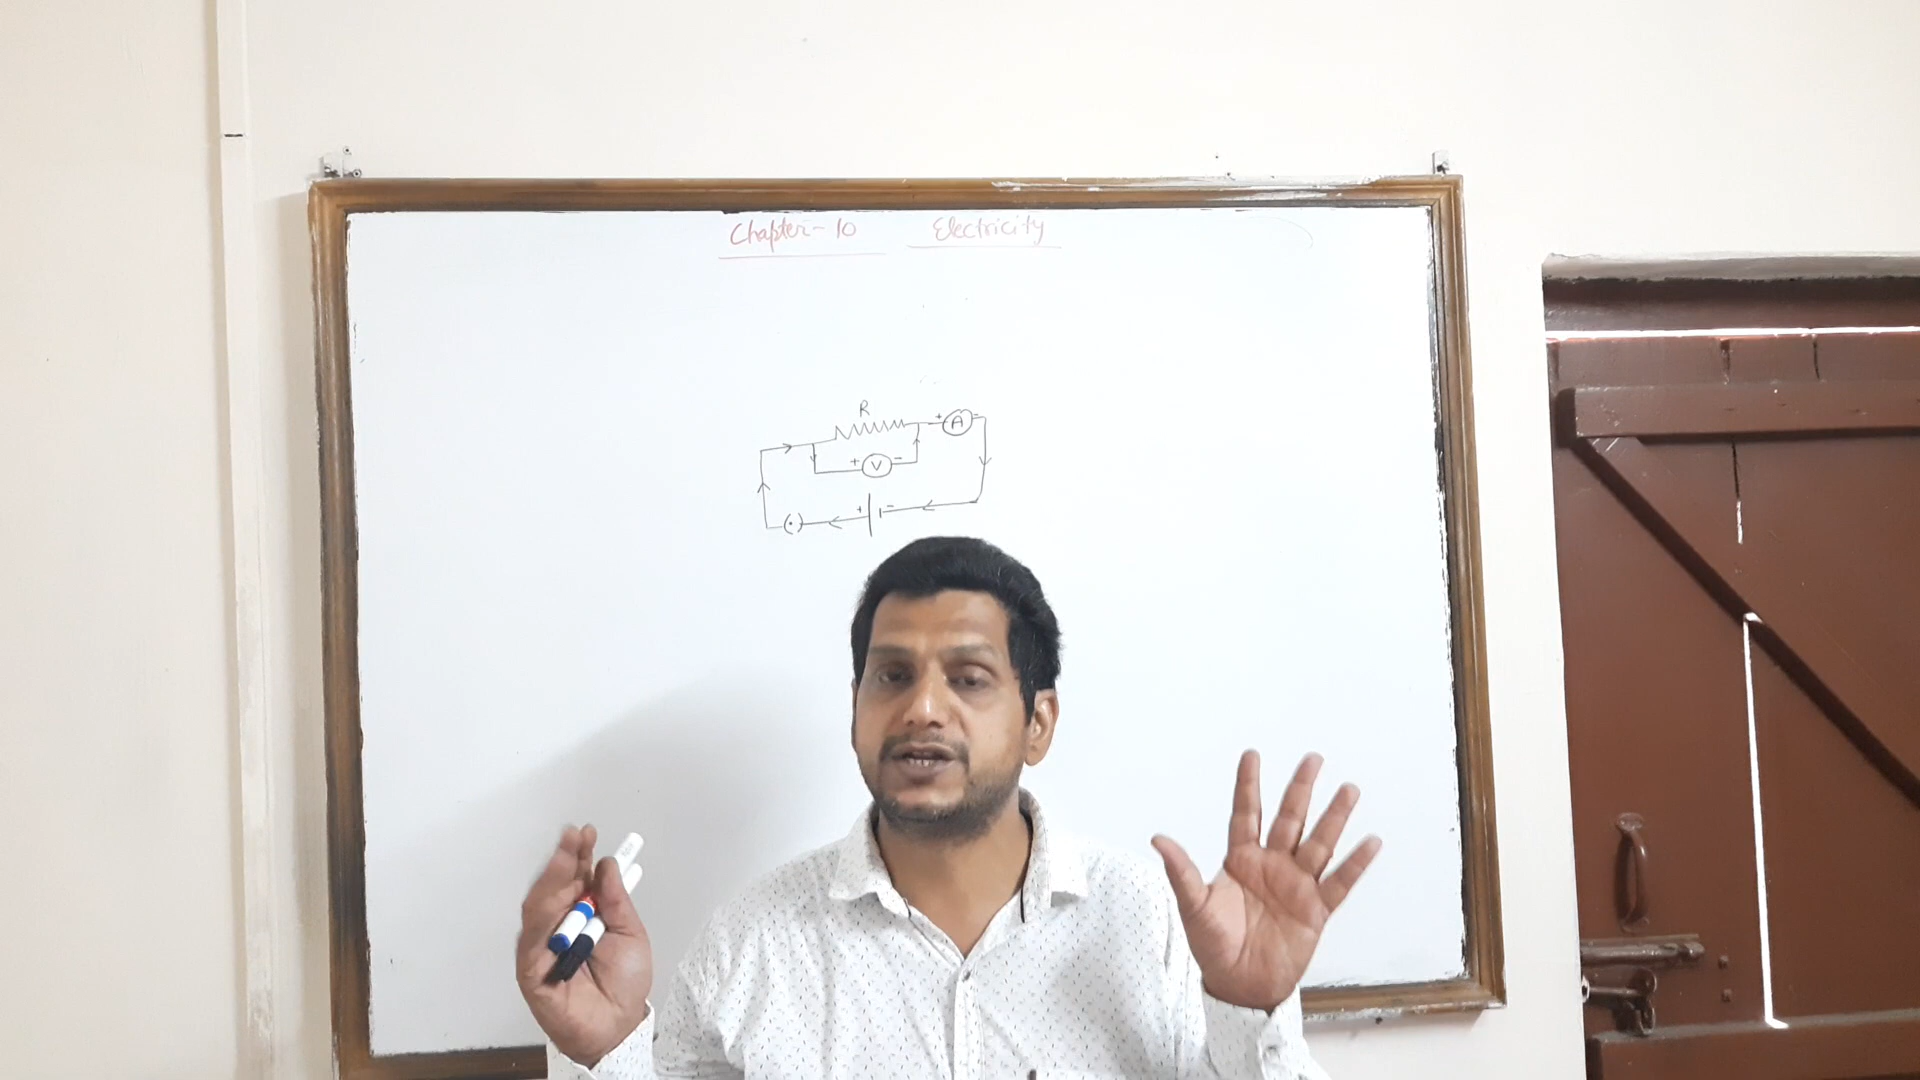 Chapter-10 Electricity
R
+ A -
+ V -
+ -